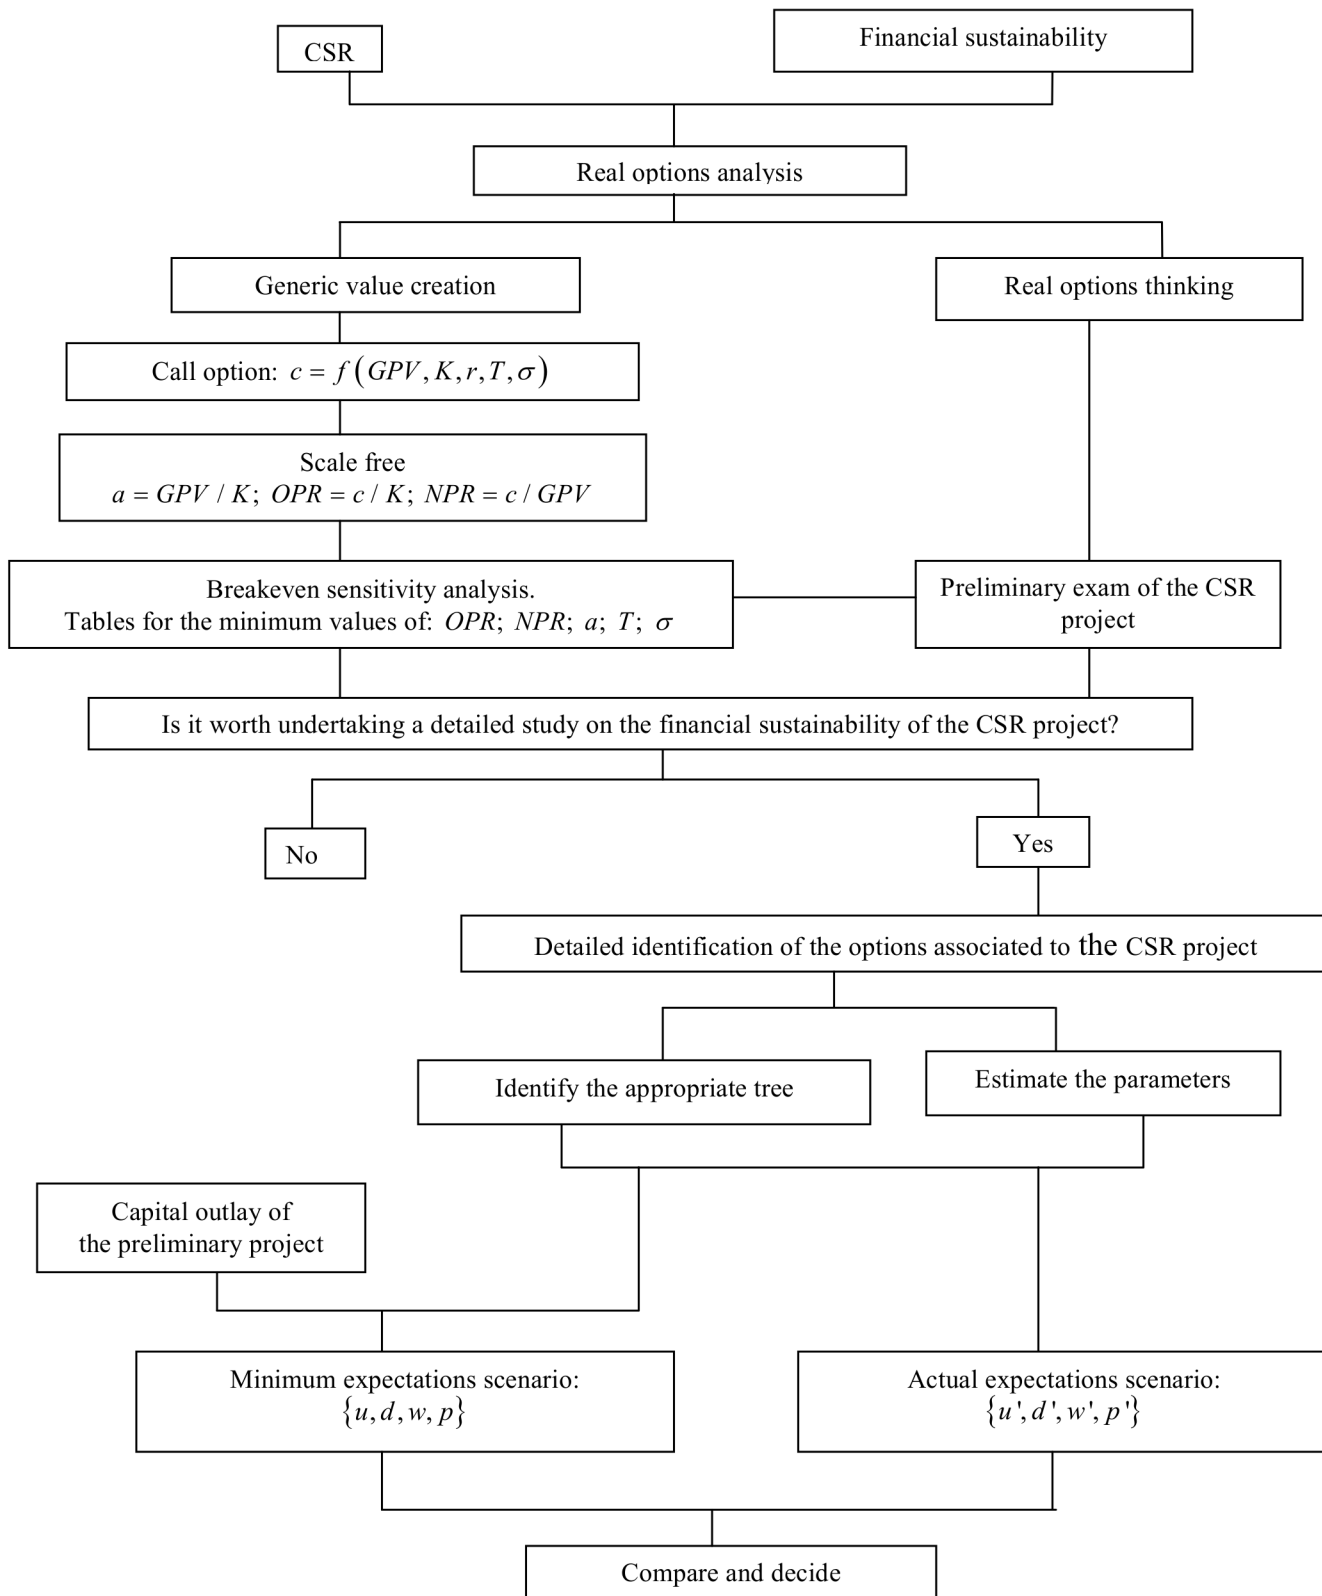 CSR
Financial sustainability
Real options analysis
Generic value creation
Real options thinking
Call option: c = f (GPV, K, r, T, σ)
Scale free
a = GPV / K; OPR = c / K; NPR = c / GPV
Breakeven sensitivity analysis.
Tables for the minimum values of: OPR; NPR; a; T; σ
Preliminary exam of the CSR
project
Is it worth undertaking a detailed study on the financial sustainability of the CSR project?
No
Yes
Detailed identification of the options associated to the CSR project
Identify the appropriate tree
Estimate the parameters
Capital outlay of
the preliminary project
Minimum expectations scenario:
{u, d, w, p}
Actual expectations scenario:
{u', d', w', p'}
Compare and decide